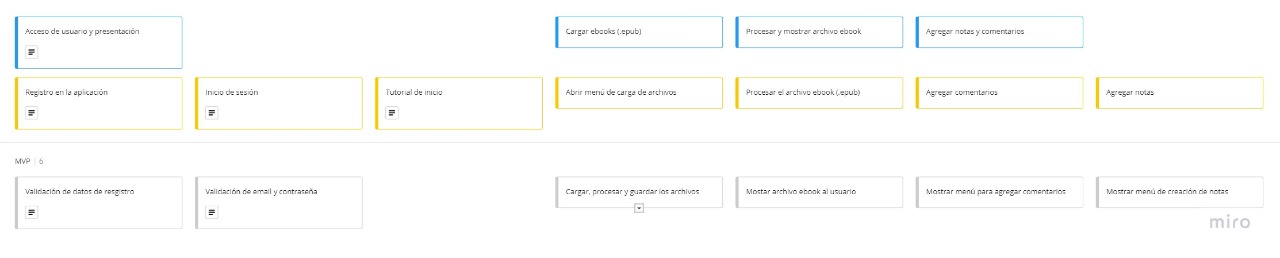 Acceso de usuario y presentación
Cargar ebooks (.epub)
Procesar y mostrar archivo ebook
Agregar notas y comentarios
Registro en la aplicación
Inicio de sesión
Tutorial de inicio
Abrir menú de carga de archivos
Procesar el archivo ebook (.epub)
Agregar comentarios
Agregar notas
MVP | 6
Validación de datos de resgistro
Validación de email y contraseña
Cargar, procesar y guardar los archivos
Mostar archivo ebook al usuario
Mostrar menú para agregar comentarios
Mostrar menú de creación de notas
miro